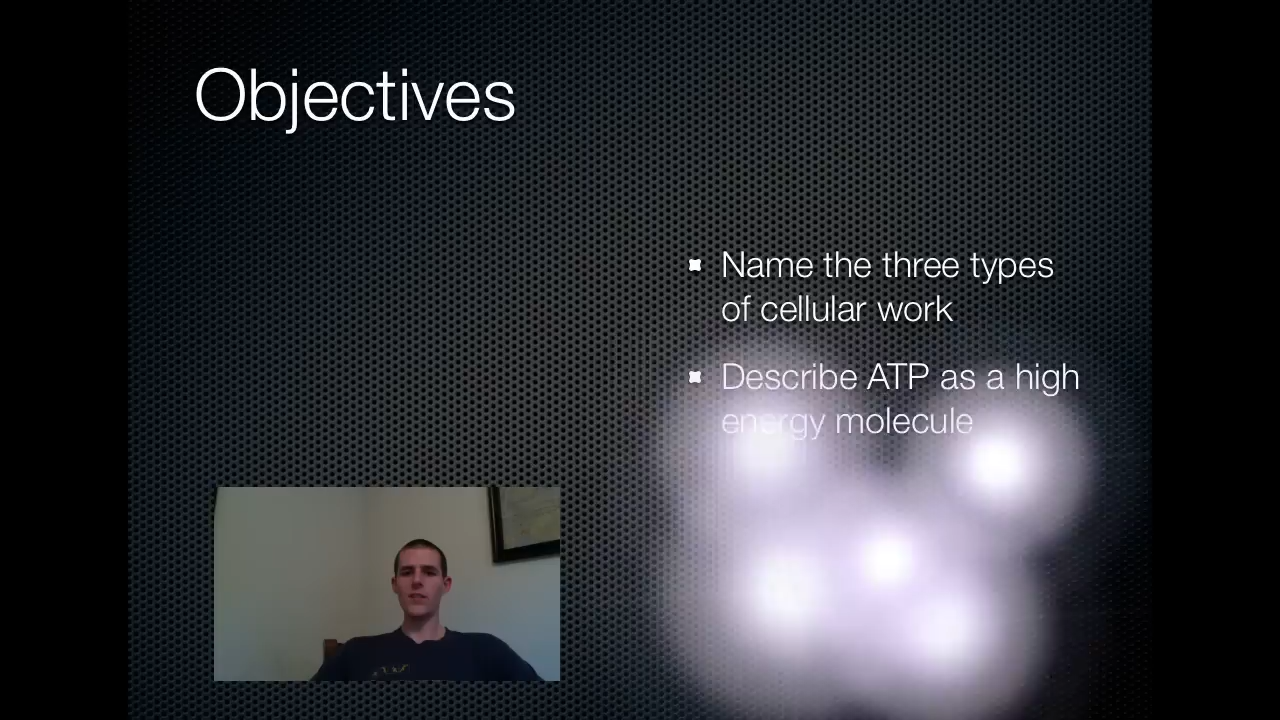 Objectives
Name the three types
of cellular work
Describe ATP as a high
energy molecule